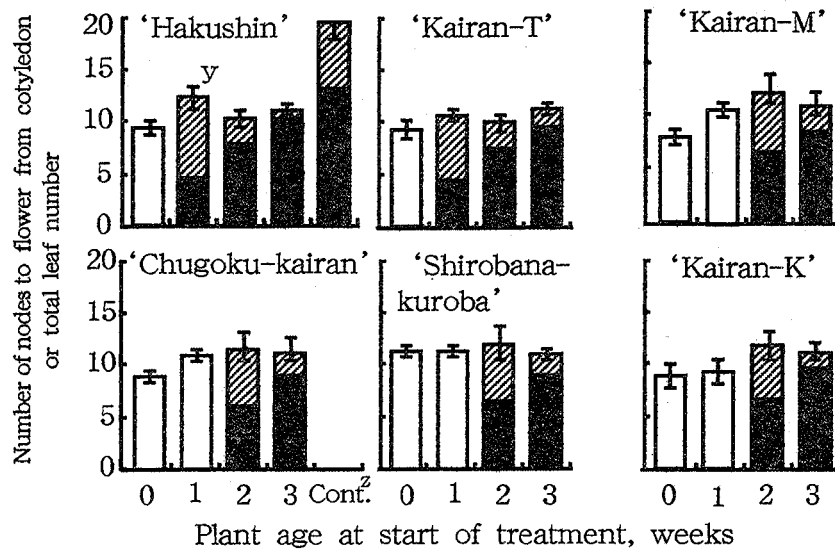 Number of nodes to flower from cotyledon
or total leaf number
20
15
10
5
0
'Hakushin'
y
'Kairan-T'
'Kairan-M'
20
15
10
5
0
'Chugoku-kairan'
'Shirobana-
kuroba'
'Kairan-K'
0 1 2 3 Cont.z
0 1 2 3
0 1 2 3
Plant age at start of treatment, weeks